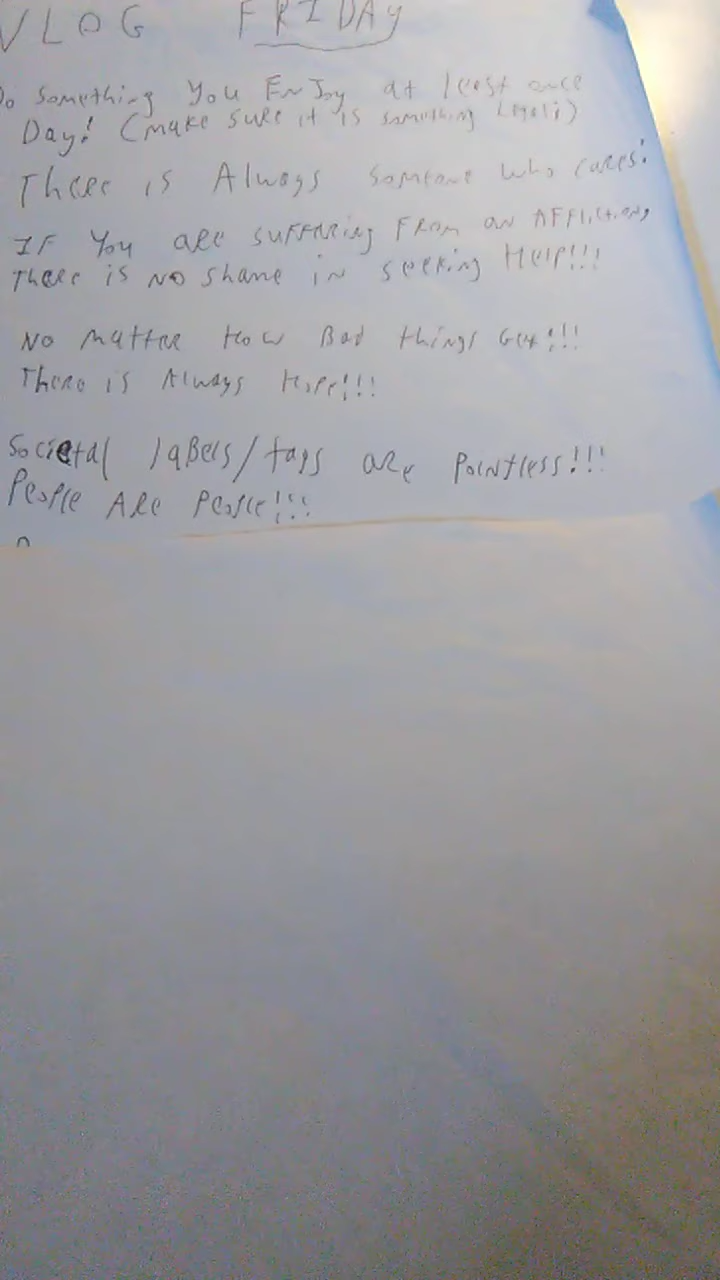 VLOG FRIDAY
Do something You Enjoy at least once
Day! (make sure it is something Legal!)
There is Always someone who cares!
IF You are suffering From an AFFliction,
There is NO shame in seeking Help!!!
No Matter How Bad things Get!!!
There is Always Hope!!!
Societal laBels/tags are Pointless!!!
People Are People!!!